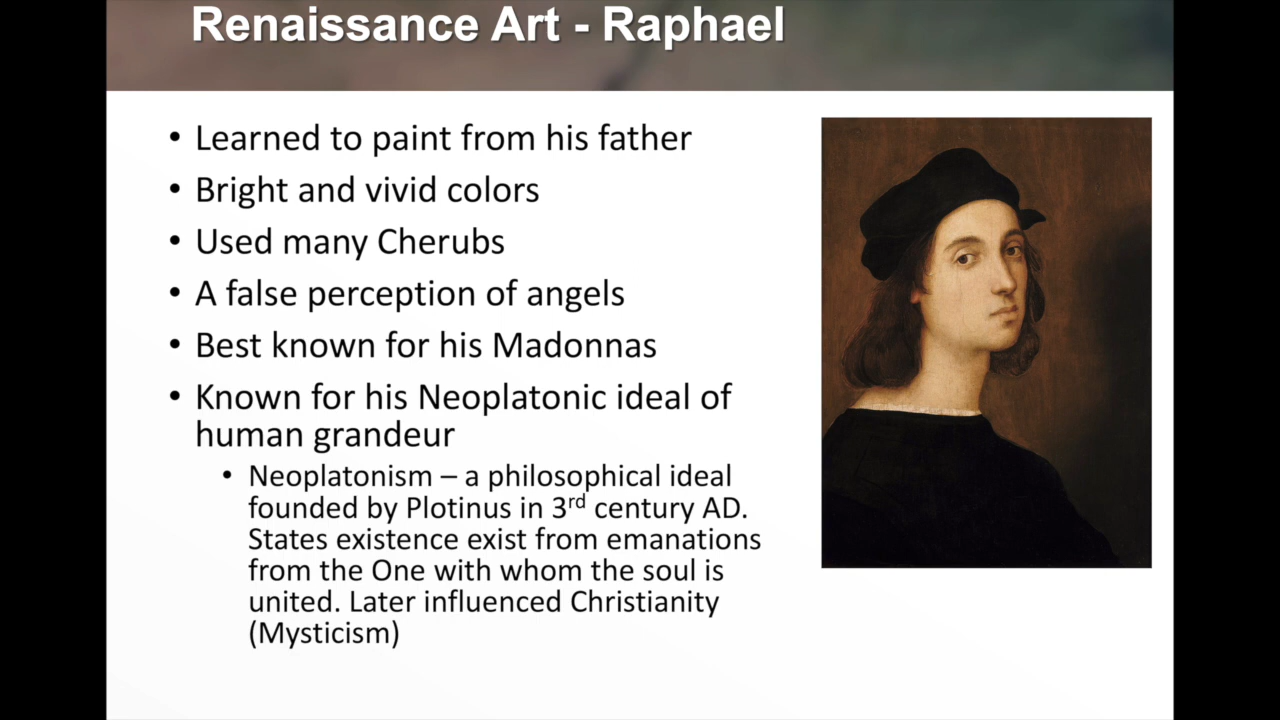 Renaissance Art - Raphael
• Learned to paint from his father
• Bright and vivid colors
• Used many Cherubs
• A false perception of angels
• Best known for his Madonnas
• Known for his Neoplatonic ideal of
human grandeur
• Neoplatonism – a philosophical ideal
founded by Plotinus in 3rd century AD.
States existence exist from emanations
from the One with whom the soul is
united. Later influenced Christianity
(Mysticism)